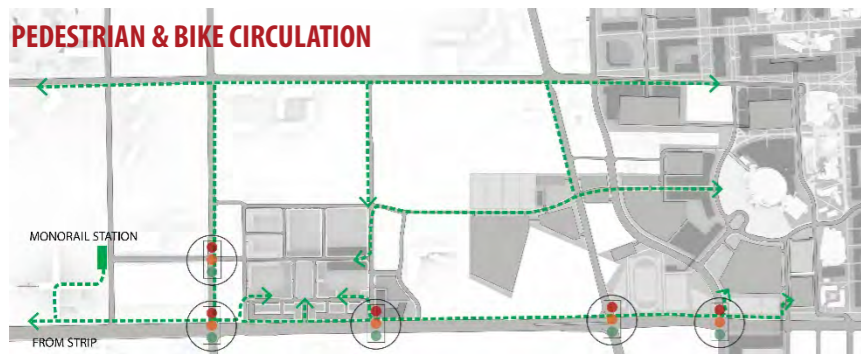 PEDESTRIAN & BIKE CIRCULATION
MONORAIL STATION
FROM STRIP